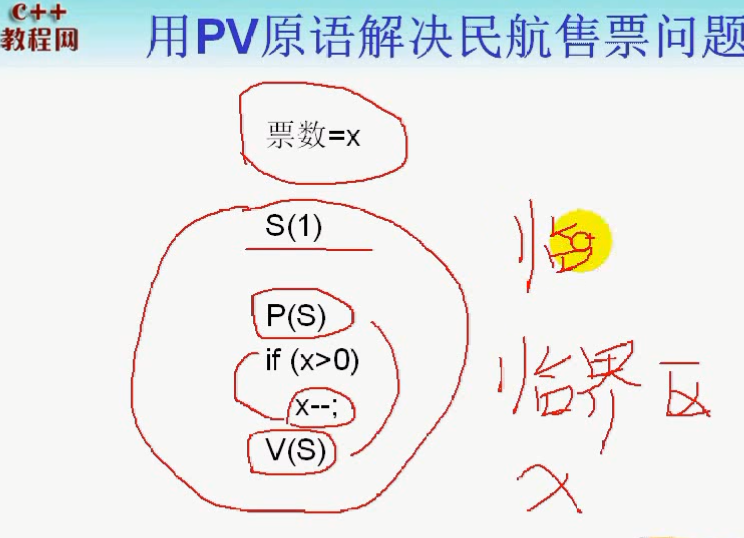 C++
教程网
用PV原语解决民航售票问题
票数=x
S(1)
P(S)
if (x>0)
x--;
V(S)
临
临界区
x